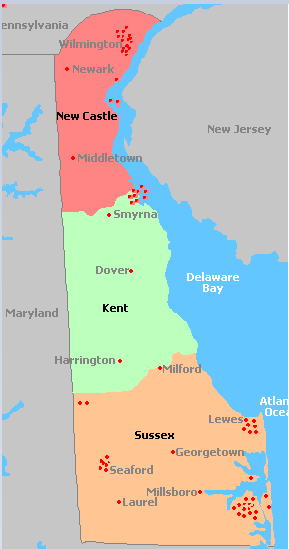 ennsylvania
Wilmington
Newark
New Castle
New Jersey
Middletown
Smyrna
Dover
Delaware
Bay
Kent
Maryland
Harrington
Milford
Atlan
Ocea
Lewes
Sussex
Georgetown
Seaford
Millsboro
Laurel